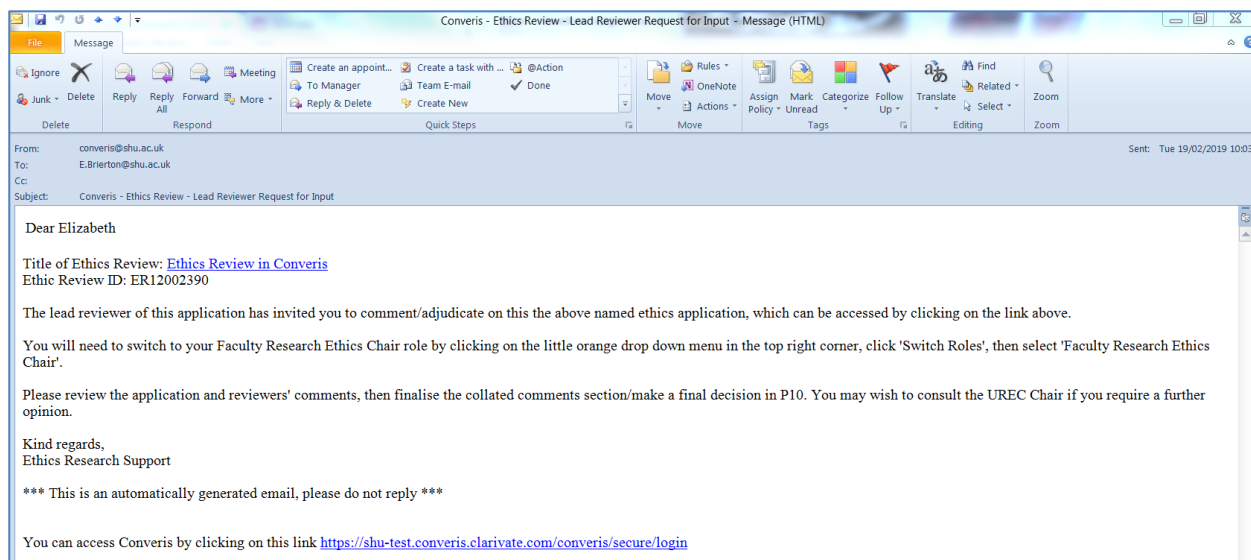 Converis - Ethics Review - Lead Reviewer Request for Input - Message (HTML)
File Message
Ignore
Junk
Delete
Reply
Reply All
Forward
Meeting
More
Create an appoint...
To Manager
Reply & Delete
Create a task with ...
Team E-mail
Create New
@Action
Done
Move
Rules
OneNote
Actions
Assign Policy
Mark Unread
Categorize
Follow Up
Translate
Find
Related
Select
Zoom
Delete Respond Quick Steps Move Tags Editing Zoom
From: converis@shu.ac.uk Sent: Tue 19/02/2019 10:03
To: E.Brierton@shu.ac.uk
Cc:
Subject: Converis - Ethics Review - Lead Reviewer Request for Input
Dear Elizabeth
Title of Ethics Review: Ethics Review in Converis
Ethic Review ID: ER12002390
The lead reviewer of this application has invited you to comment/adjudicate on this the above named ethics application, which can be accessed by clicking on the link above.
You will need to switch to your Faculty Research Ethics Chair role by clicking on the little orange drop down menu in the top right corner, click 'Switch Roles', then select 'Faculty Research Ethics
Chair'.
Please review the application and reviewers' comments, then finalise the collated comments section/make a final decision in P10. You may wish to consult the UREC Chair if you require a further
opinion.
Kind regards,
Ethics Research Support
*** This is an automatically generated email, please do not reply ***
You can access Converis by clicking on this link https://shu-test.converis.clarivate.com/converis/secure/login